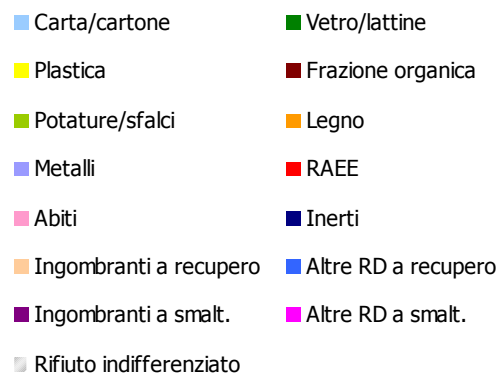 Carta/cartone
Vetro/lattine
Plastica
Frazione organica
Potature/sfalci
Legno
Metalli
RAEE
Abiti
Inerti
Ingombranti a recupero
Altre RD a recupero
Ingombranti a smalt.
Altre RD a smalt.
Rifiuto indifferenziato